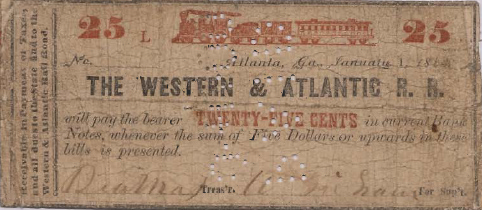 25 L 25
No. Atlanta, Ga., January 1, 186
THE WESTERN & ATLANTIC R. R.
will pay the bearer TWENTY-FIVE CENTS in current Bank
Notes, whenever the sum of Five Dollars or upwards in these
bills is presented.
Treas'r. For Sup't.
Receivable in Payment of Taxes
and all dues to the State and to the
Western & Atlantic Rail Road.